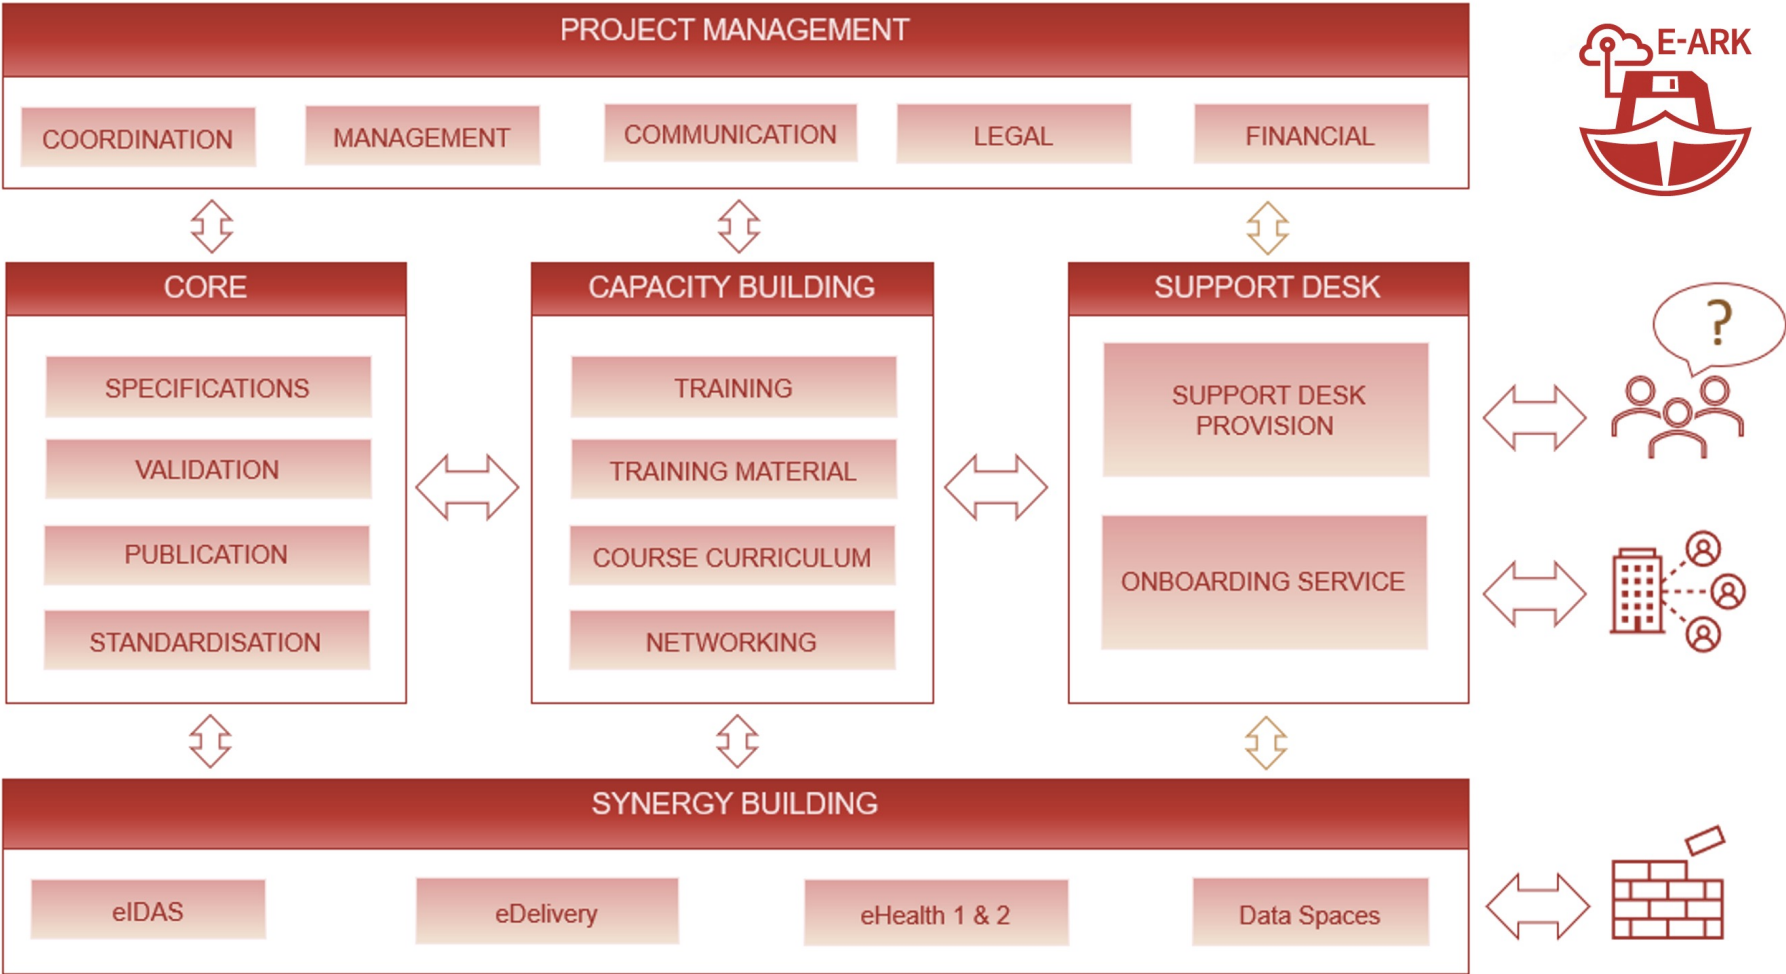 PROJECT MANAGEMENT
E-ARK
COORDINATION
MANAGEMENT
COMMUNICATION
LEGAL
FINANCIAL
CORE
SPECIFICATIONS
VALIDATION
PUBLICATION
STANDARDISATION
CAPACITY BUILDING
TRAINING
TRAINING MATERIAL
COURSE CURRICULUM
NETWORKING
SUPPORT DESK
SUPPORT DESK
PROVISION
ONBOARDING SERVICE
?
SYNERGY BUILDING
eIDAS
eDelivery
eHealth 1 & 2
Data Spaces